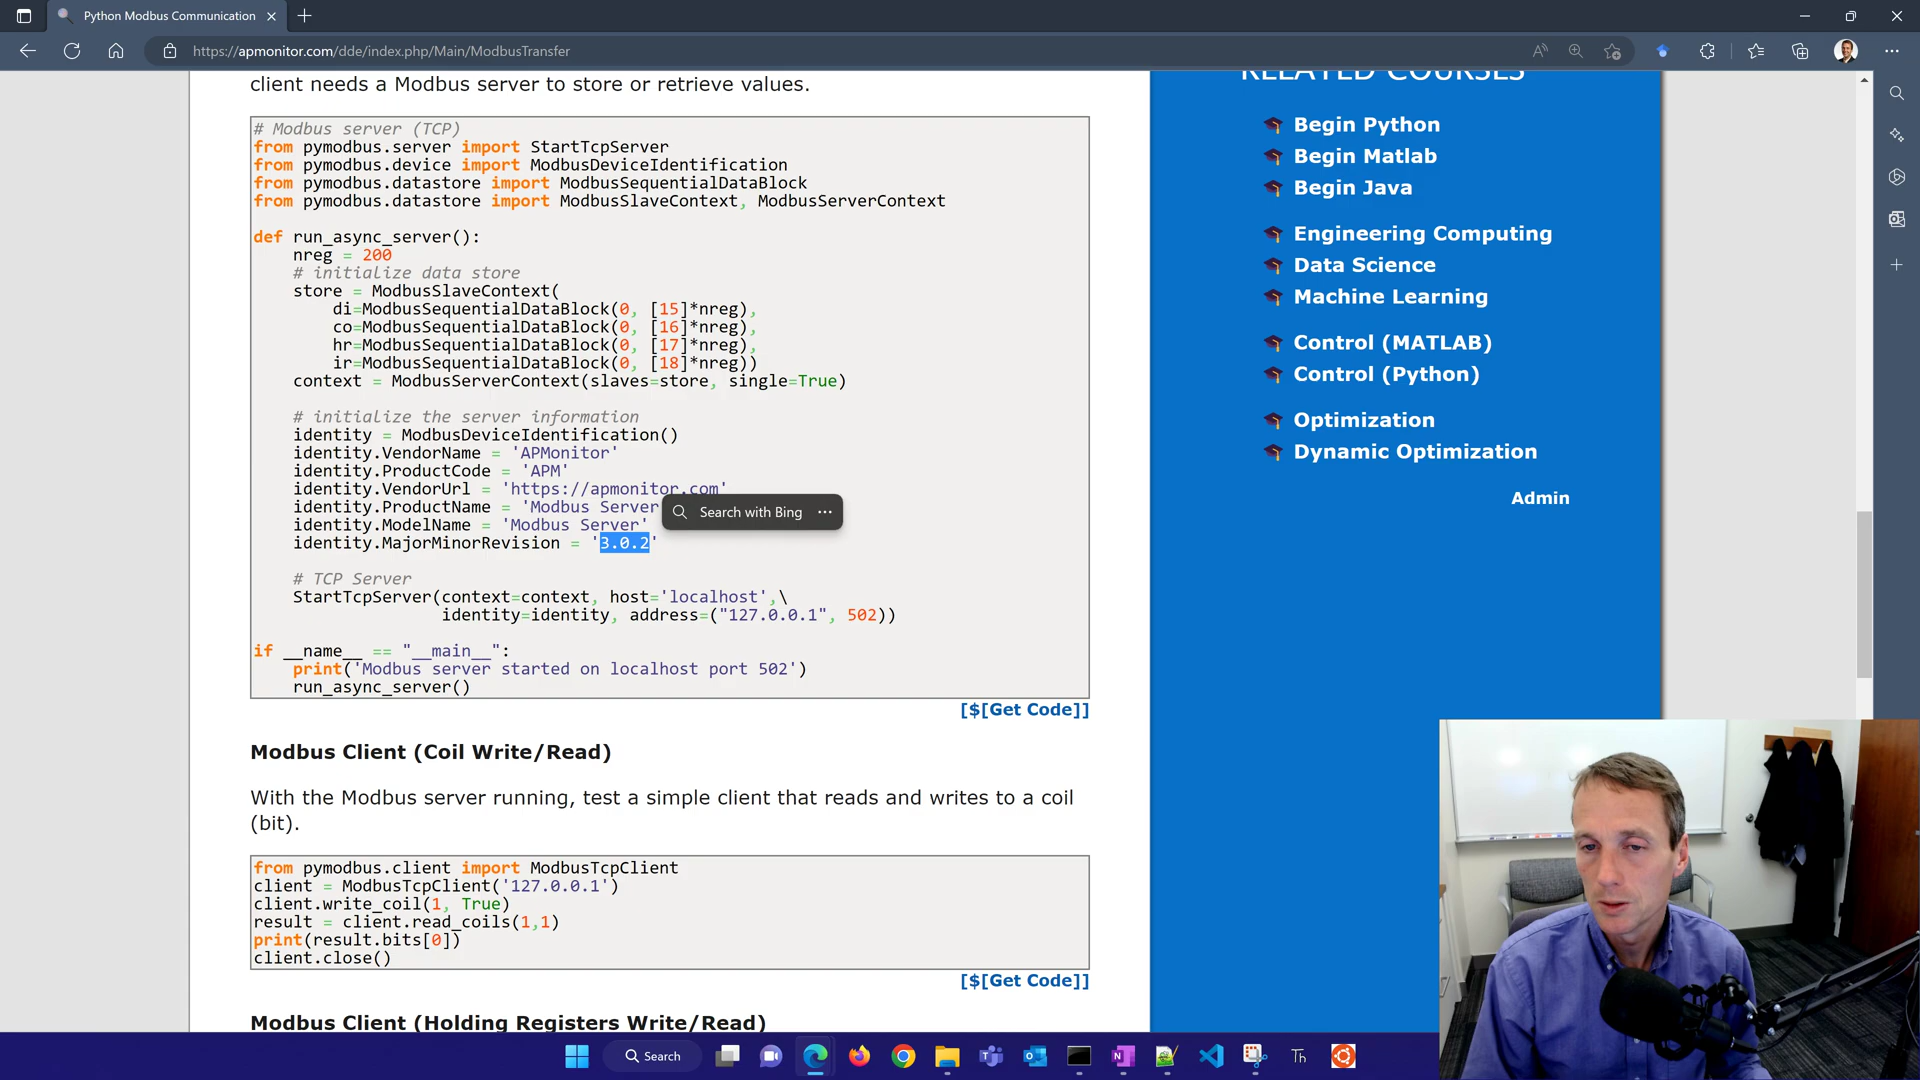 Python Modbus Communication
https://apmonitor.com/dde/index.php/Main/ModbusTransfer
client needs a Modbus server to store or retrieve values.
# Modbus server (TCP)
from pymodbus.server import StartTcpServer
from pymodbus.device import ModbusDeviceIdentification
from pymodbus.datastore import ModbusSequentialDataBlock
from pymodbus.datastore import ModbusSlaveContext, ModbusServerContext
def run_async_server():
nreg = 200
# initialize data store
store = ModbusSlaveContext(
di=ModbusSequentialDataBlock(0, [15]*nreg),
co=ModbusSequentialDataBlock(0, [16]*nreg),
hr=ModbusSequentialDataBlock(0, [17]*nreg),
ir=ModbusSequentialDataBlock(0, [18]*nreg))
context = ModbusServerContext(slaves=store, single=True)
# initialize the server information
identity = ModbusDeviceIdentification()
identity.VendorName = 'APMonitor'
identity.ProductCode = 'APM'
identity.VendorUrl = 'https://apmonitor.com'
identity.ProductName = 'Modbus Server
Search with Bing
identity.ModelName = 'Modbus Server'
identity.MajorMinorRevision = '3.0.2'
# TCP Server
StartTcpServer(context=context, host='localhost',\
identity=identity, address=("127.0.0.1", 502))
if __name__ == "__main__":
print('Modbus server started on localhost port 502')
run_async_server()
[$[Get Code]]
Modbus Client (Coil Write/Read)
With the Modbus server running, test a simple client that reads and writes to a coil
(bit).
from pymodbus.client import ModbusTcpClient
client = ModbusTcpClient('127.0.0.1')
client.write_coil(1, True)
result = client.read_coils(1,1)
print(result.bits[0])
client.close()
[$[Get Code]]
Modbus Client (Holding Registers Write/Read)
RELATED COURSES
Begin Python
Begin Matlab
Begin Java
Engineering Computing
Data Science
Machine Learning
Control (MATLAB)
Control (Python)
Optimization
Dynamic Optimization
Admin
Search
Th